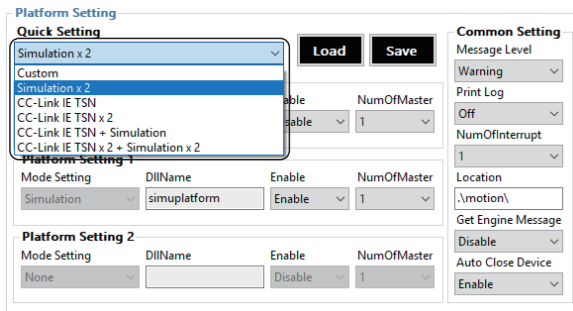 Platform Setting
Quick Setting
Simulation x 2
Load
Save
Custom
Simulation x 2
CC-Link IE TSN
CC-Link IE TSN x 2
CC-Link IE TSN + Simulation
CC-Link IE TSN x 2 + Simulation x 2
NumOfMaster
1
Platform Setting 1
Mode Setting DllName Enable NumOfMaster
Simulation simuplatform Enable 1
Platform Setting 2
Mode Setting DllName Enable NumOfMaster
None Disable 1
Common Setting
Message Level
Warning
Print Log
Off
NumOfInterrupt
1
Location
.\motion\
Get Engine Message
Disable
Auto Close Device
Enable